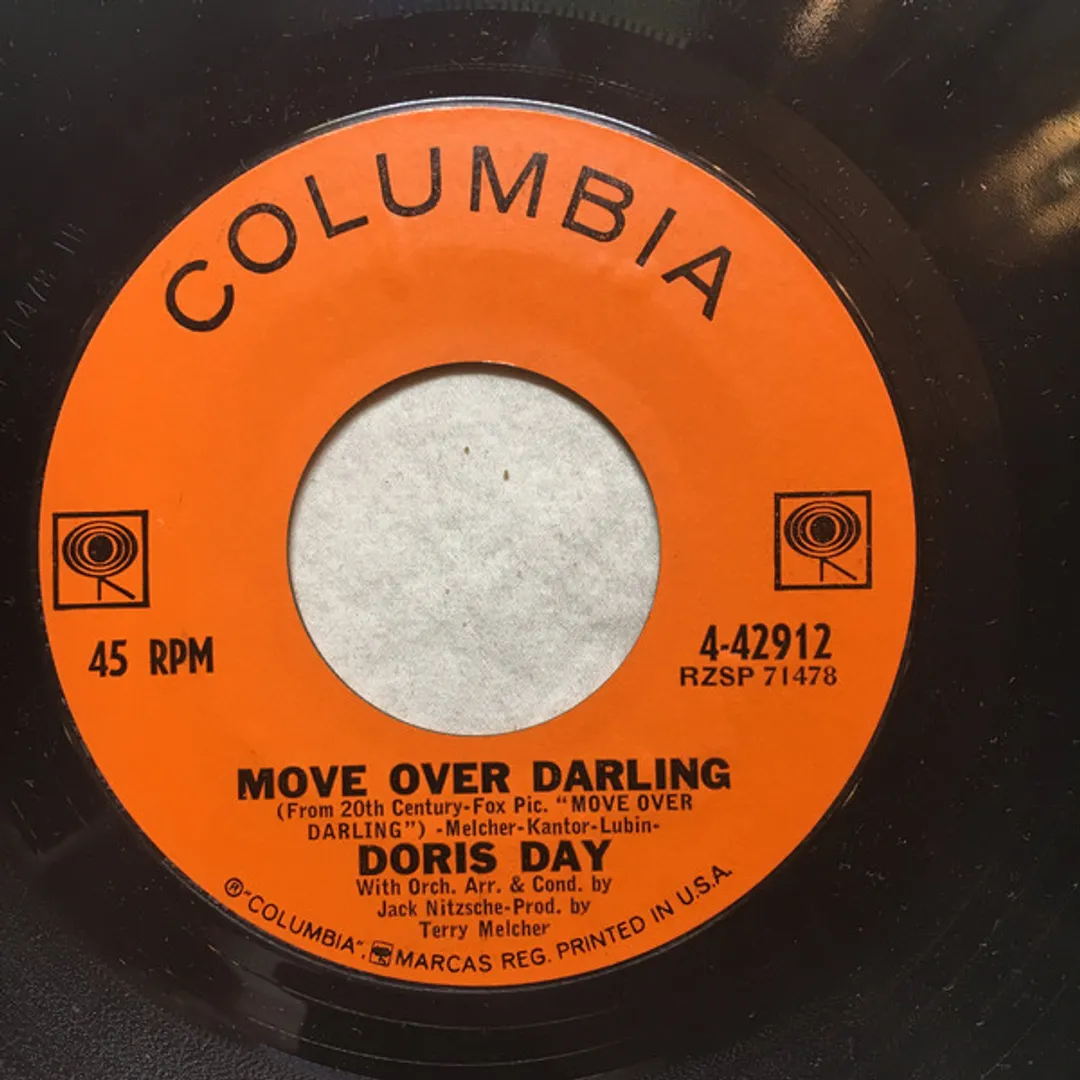 COLUMBIA
45 RPM
4-42912
RZSP 71478
MOVE OVER DARLING
(From 20th Century-Fox Pic. "MOVE OVER
DARLING") -Melcher-Kantor-Lubin-
DORIS DAY
With Orch. Arr. & Cond. by
Jack Nitzsche-Prod. by
Terry Melcher
®"COLUMBIA", MARCAS REG. PRINTED IN U.S.A.